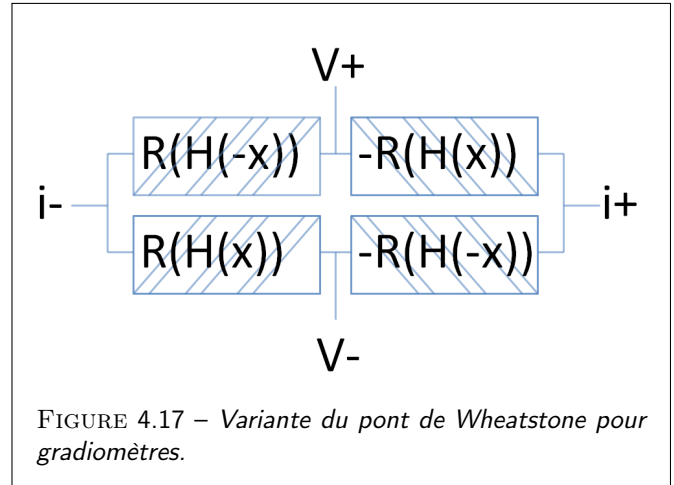 V+
R(H(-x))
-R(H(x))
i-
i+
R(H(x))
-R(H(-x))
V-
FIGURE 4.17 – Variante du pont de Wheatstone pour
gradiomètres.